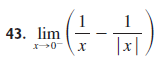 43. lim x→0⁻ (1/x − 1/|x|)